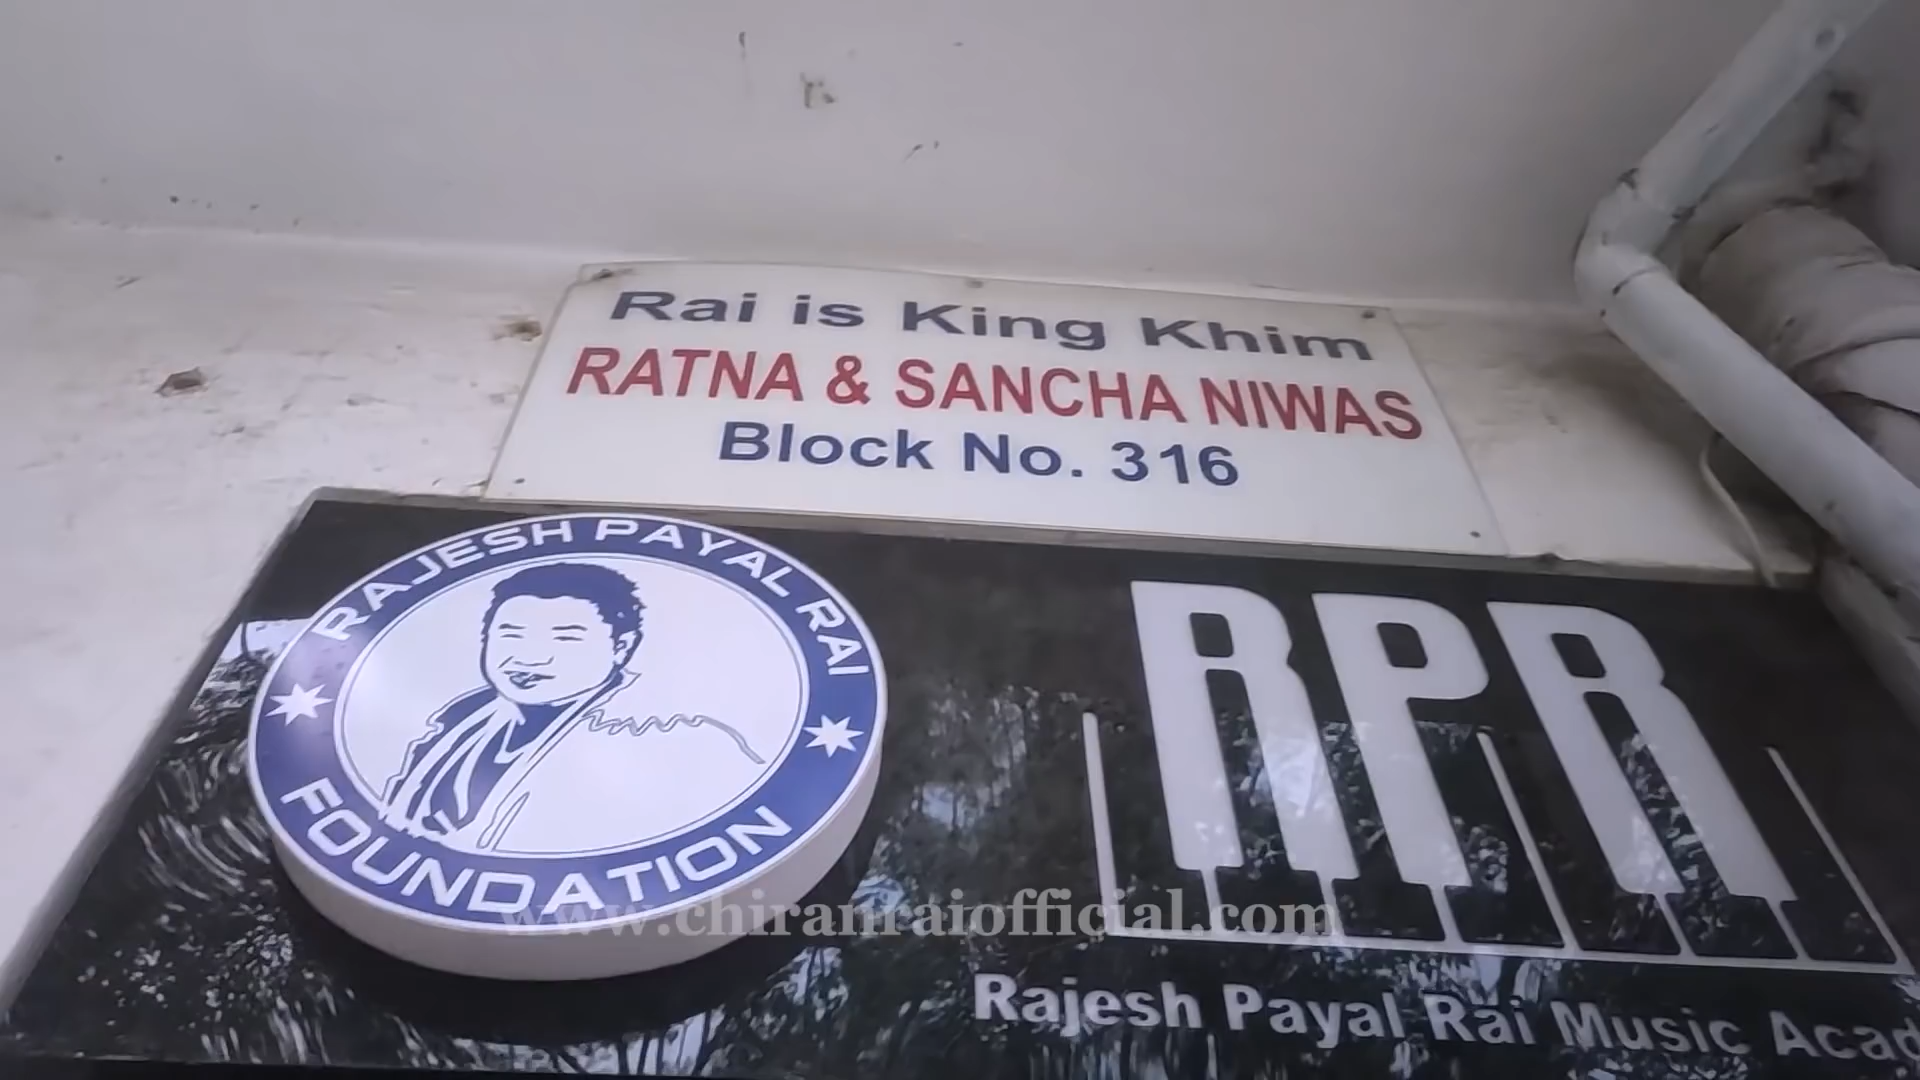 Rai is King Khim
RATNA & SANCHA NIWAS
Block No. 316
RAJESH PAYAL RAI
FOUNDATION
RPR
www.chiranraiofficial.com
Rajesh Payal Rai Music Acad